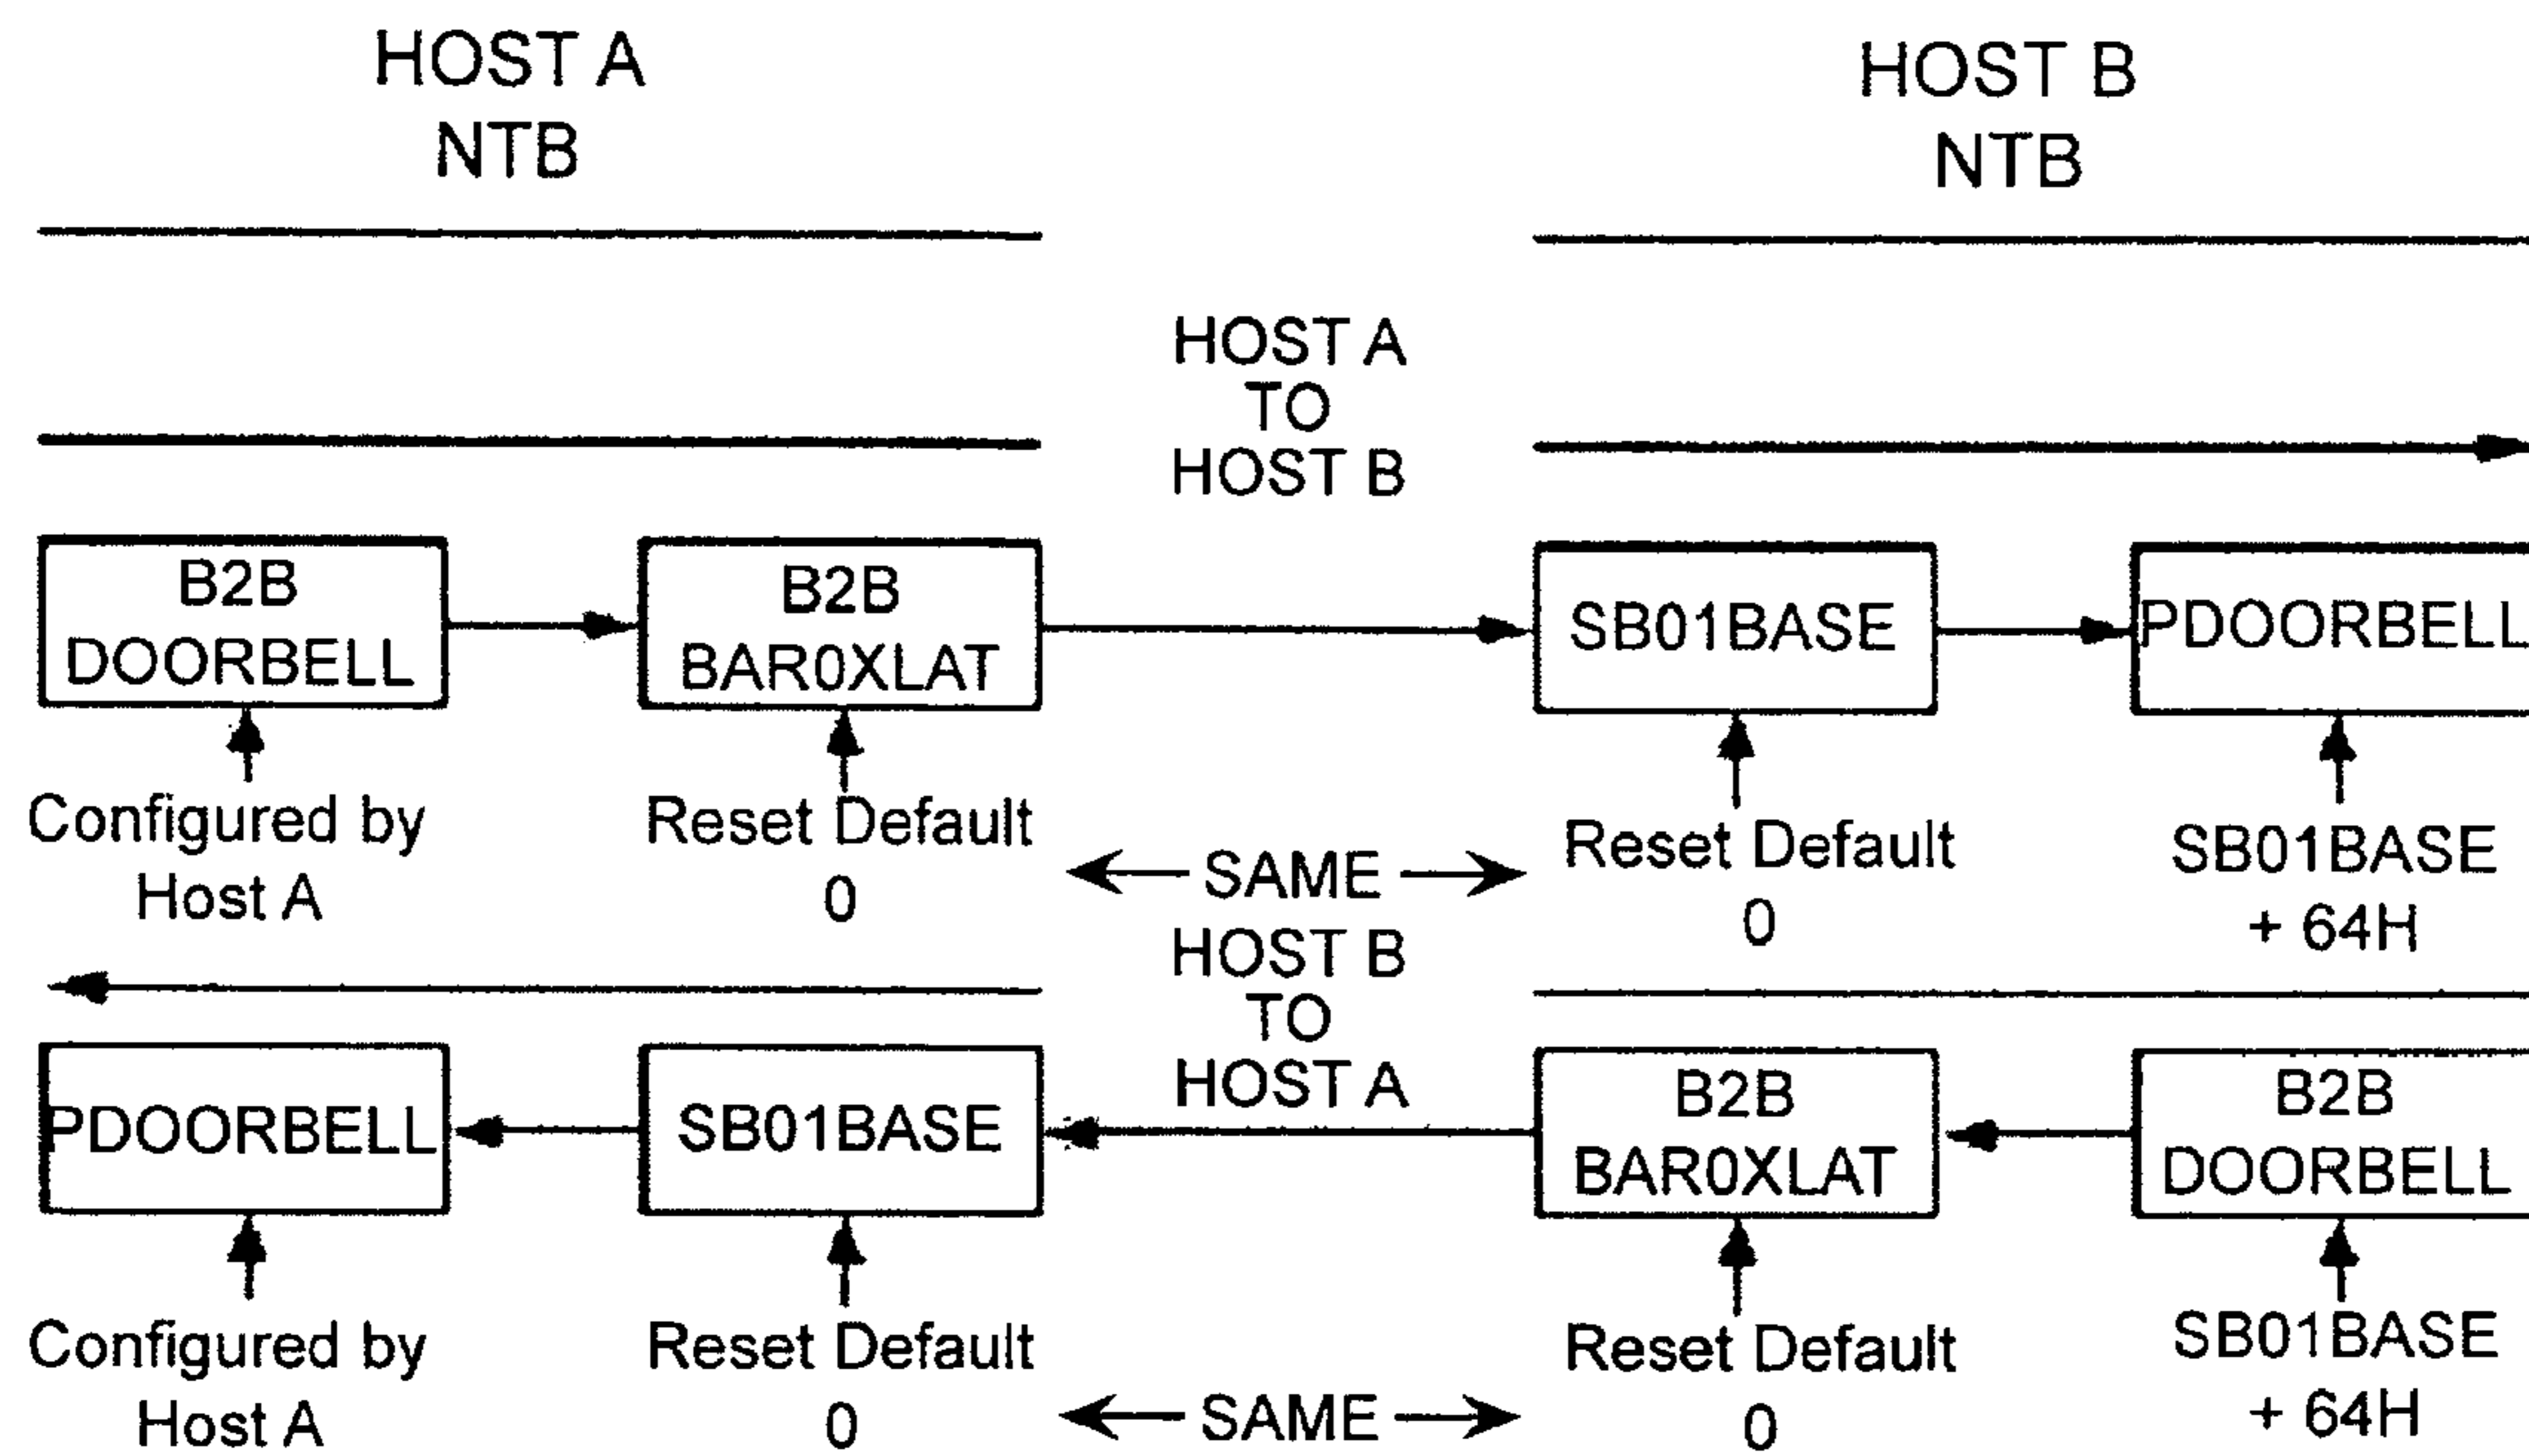 HOST A
NTB
HOST B
NTB
HOST A
TO
HOST B
B2B
DOORBELL
B2B
BAR0XLAT
SB01BASE
PDOORBELL
Configured by
Host A
Reset Default
0
SAME
Reset Default
0
SB01BASE
+ 64H
HOST B
TO
HOST A
PDOORBELL
SB01BASE
B2B
BAR0XLAT
B2B
DOORBELL
Configured by
Host A
Reset Default
0
SAME
Reset Default
0
SB01BASE
+ 64H